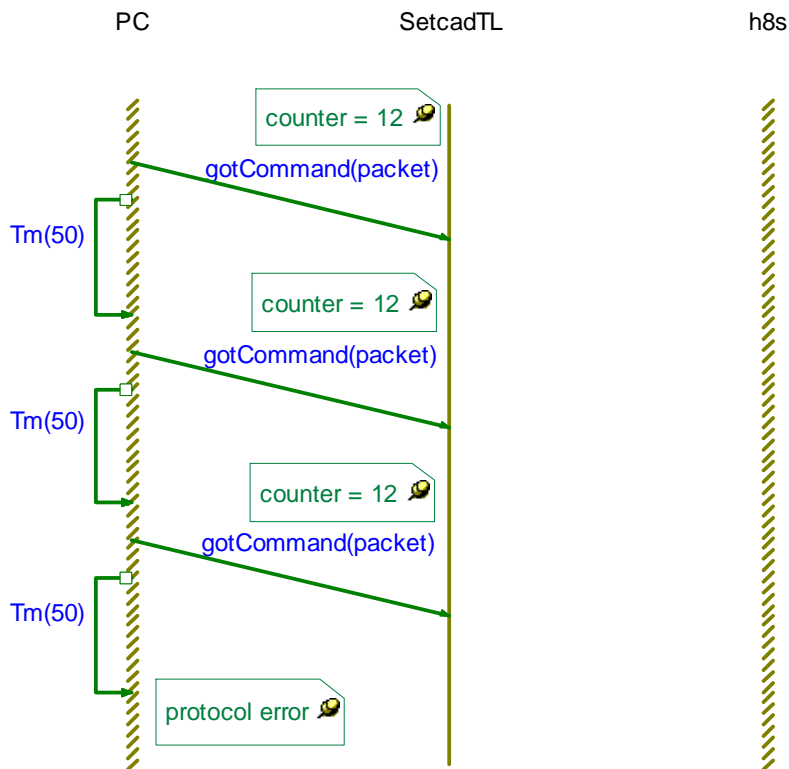 PC SetcadTL h8s
counter = 12
gotCommand(packet)
Tm(50)
counter = 12
gotCommand(packet)
Tm(50)
counter = 12
gotCommand(packet)
Tm(50)
protocol error